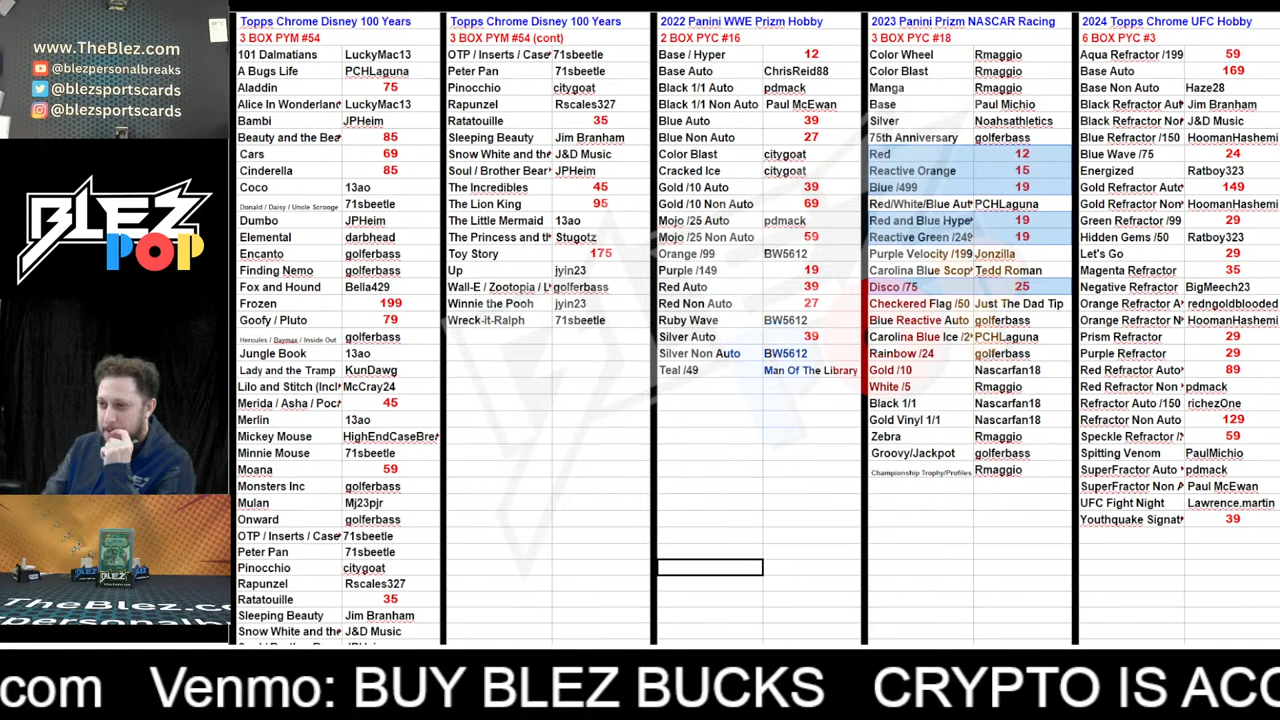 www.TheBlez.com
@blezpersonalbreaks
@blezsportscards
@blezsportscards
BLEZ
POP
BLEZ
TheBlez.co
Topps Chrome Disney 100 Years
3 BOX PYM #54
101 Dalmatians LuckyMac13
A Bugs Life PCHLaguna
Aladdin 75
Alice In Wonderlan LuckyMac13
Bambi JPHeim
Beauty and the Bea 85
Cars 69
Cinderella 85
Coco 13ao
Donald / Daisy / Uncle Scrooge 71sbeetle
Dumbo JPHeim
Elemental darbhead
Encanto golferbass
Finding Nemo golferbass
Fox and Hound Bella429
Frozen 199
Goofy / Pluto 79
Hercules / Baymax / Inside Out golferbass
Jungle Book 13ao
Lady and the Tramp KunDawg
Lilo and Stitch (Incl McCray24
Merida / Asha / Poc 45
Merlin 13ao
Mickey Mouse HighEndCaseBre
Minnie Mouse 71sbeetle
Moana 59
Monsters Inc golferbass
Mulan Mj23pjr
Onward golferbass
OTP / Inserts / Case 71sbeetle
Peter Pan 71sbeetle
Pinocchio citygoat
Rapunzel Rscales327
Ratatouille 35
Sleeping Beauty Jim Branham
Snow White and the J&D Music
Topps Chrome Disney 100 Years
3 BOX PYM #54 (cont)
OTP / Inserts / Case 71sbeetle
Peter Pan 71sbeetle
Pinocchio citygoat
Rapunzel Rscales327
Ratatouille 35
Sleeping Beauty Jim Branham
Snow White and th J&D Music
Soul / Brother Bear JPHeim
The Incredibles 45
The Lion King 95
The Little Mermaid 13ao
The Princess and t Stugotz
Toy Story 175
Up jyin23
Wall-E / Zootopia / L golferbass
Winnie the Pooh jyin23
Wreck-it-Ralph 71sbeetle
2022 Panini WWE Prizm Hobby
2 BOX PYC #16
Base / Hyper 12
Base Auto ChrisReid88
Black 1/1 Auto pdmack
Black 1/1 Non Auto Paul McEwan
Blue Auto 39
Blue Non Auto 27
Color Blast citygoat
Cracked Ice citygoat
Gold /10 Auto 39
Gold /10 Non Auto 69
Mojo /25 Auto pdmack
Mojo /25 Non Auto 59
Orange /99 BW5612
Purple /149 19
Red Auto 39
Red Non Auto 27
Ruby Wave BW5612
Silver Auto 39
Silver Non Auto BW5612
Teal /49 Man Of The Library
2023 Panini Prizm NASCAR Racing
3 BOX PYC #18
Color Wheel Rmaggio
Color Blast Rmaggio
Manga Rmaggio
Base Paul Michio
Silver Noahsathletics
75th Anniversary golferbass
Red 12
Reactive Orange 15
Blue /499 19
Red/White/Blue Aut PCHLaguna
Red and Blue Hype 19
Reactive Green /249 19
Purple Velocity /199 Jonzilla
Carolina Blue Scop Tedd Roman
Disco /75 25
Checkered Flag /50 Just The Dad Tip
Blue Reactive Auto golferbass
Carolina Blue Ice /2 PCHLaguna
Rainbow /24 golferbass
Gold /10 Nascarfan18
White /5 Rmaggio
Black 1/1 Nascarfan18
Gold Vinyl 1/1 Nascarfan18
Zebra Rmaggio
Groovy/Jackpot golferbass
Championship Trophy/Profiles Rmaggio
2024 Topps Chrome UFC Hobby
6 BOX PYC #3
Aqua Refractor /199 59
Base Auto 169
Base Non Auto Haze28
Black Refractor Aut Jim Branham
Black Refractor No J&D Music
Blue Refractor /150 HoomanHashemi
Blue Wave /75 24
Energized Ratboy323
Gold Refractor Aut 149
Gold Refractor Non HoomanHashemi
Green Refractor /99 29
Hidden Gems /50 Ratboy323
Let's Go 29
Magenta Refractor 35
Negative Refractor BigMeech23
Orange Refractor A redngoldblooded
Orange Refractor N HoomanHashemi
Prism Refractor 29
Purple Refractor 29
Red Refractor Auto 89
Red Refractor Non pdmack
Refractor Auto /150 richezOne
Refractor Non Auto 129
Speckle Refractor / 59
Spitting Venom PaulMichio
SuperFractor Auto pdmack
SuperFractor Non A Paul McEwan
UFC Fight Night Lawrence.martin
Youthquake Signat 39
.com Venmo: BUY BLEZ BUCKS CRYPTO IS ACC